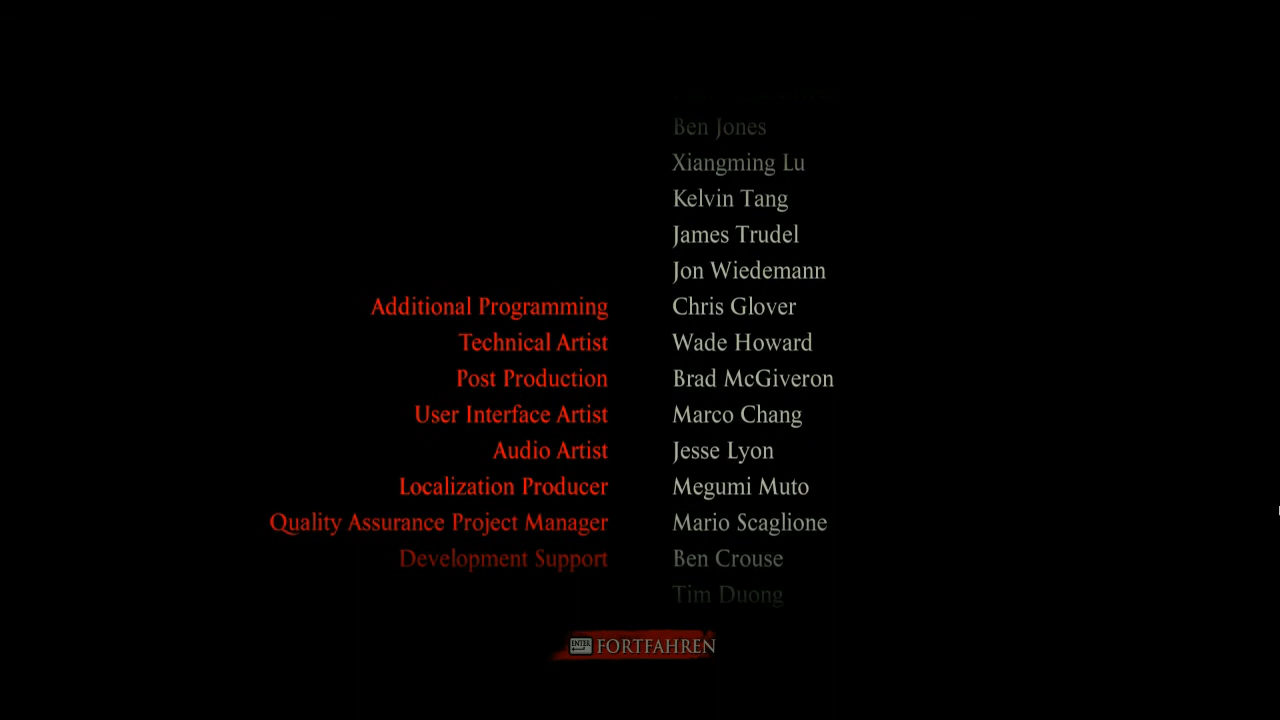 Ben Jones
Xiangming Lu
Kelvin Tang
James Trudel
Jon Wiedemann
Additional Programming Chris Glover
Technical Artist Wade Howard
Post Production Brad McGiveron
User Interface Artist Marco Chang
Audio Artist Jesse Lyon
Localization Producer Megumi Muto
Quality Assurance Project Manager Mario Scaglione
Development Support Ben Crouse
Tim Duong
ENTER FORTFAHREN